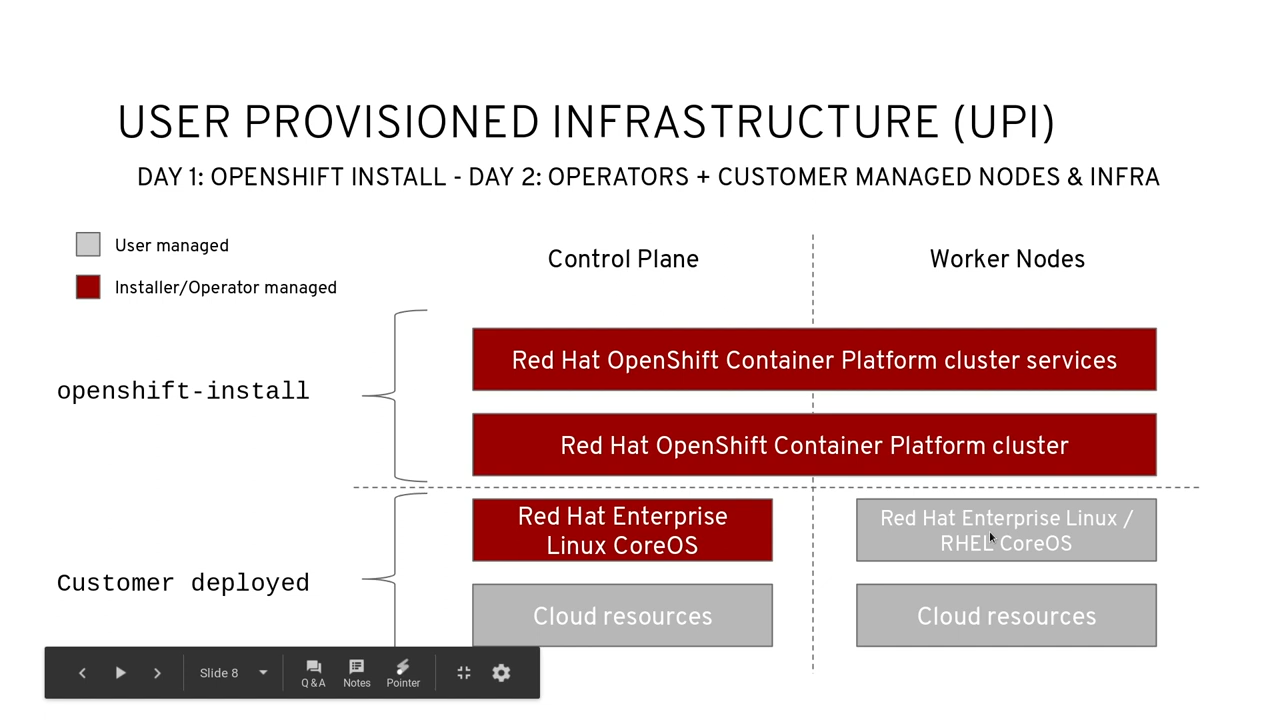 USER PROVISIONED INFRASTRUCTURE (UPI)
DAY 1: OPENSHIFT INSTALL - DAY 2: OPERATORS + CUSTOMER MANAGED NODES & INFRA
User managed
Installer/Operator managed
Control Plane
Worker Nodes
openshift-install
Red Hat OpenShift Container Platform cluster services
Red Hat OpenShift Container Platform cluster
Customer deployed
Red Hat Enterprise
Linux CoreOS
Red Hat Enterprise Linux /
RHEL CoreOS
Cloud resources
Cloud resources
Slide 8
Q&A
Notes
Pointer